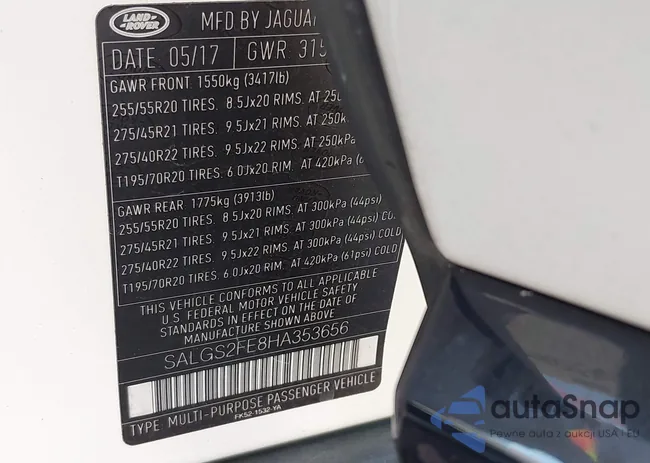 LAND ROVER
MFD BY JAGUA
DATE 05/17 GWR 315
GAWR FRONT 1550kg (3417lb)
255/55R20 TIRES. 8.5Jx20 RIMS. AT 250
275/45R21 TIRES. 9.5Jx21 RIMS. AT 250k
275/40R22 TIRES. 9.5Jx22 RIMS. AT 250kPa
T195/70R20 TIRES. 6.0Jx20 RIM. AT 420kPa (6
GAWR REAR 1775kg (3913lb)
255/55R20 TIRES. 8.5Jx20 RIMS. AT 300kPa (44psi)
275/45R21 TIRES. 9.5Jx21 RIMS. AT 300kPa (44psi) CO
275/40R22 TIRES. 9.5Jx22 RIMS. AT 300kPa (44psi) COLD
T195/70R20 TIRES. 6.0Jx20 RIM. AT 420kPa (61psi) COLD
THIS VEHICLE CONFORMS TO ALL APPLICABLE
U.S. FEDERAL MOTOR VEHICLE SAFETY
STANDARDS IN EFFECT ON THE DATE OF
MANUFACTURE SHOWN ABOVE.
SALGS2FE8HA353656
TYPE: MULTI-PURPOSE PASSENGER VEHICLE
FK52-1532-YA
autoSnap
Pewne auta z aukcji USA - EU